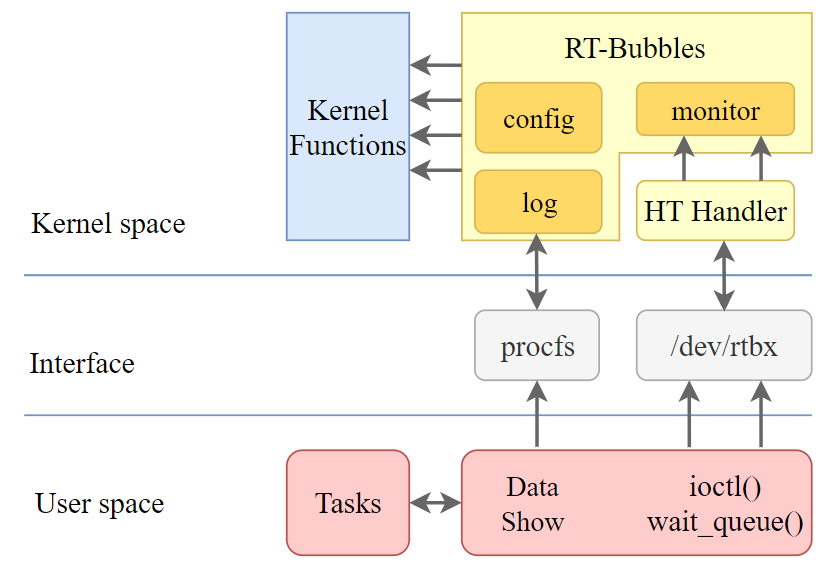 RT-Bubbles
Kernel
Functions
config
monitor
log
HT Handler
Kernel space
procfs
/dev/rtbx
Interface
Tasks
Data
Show
ioctl()
wait_queue()
User space